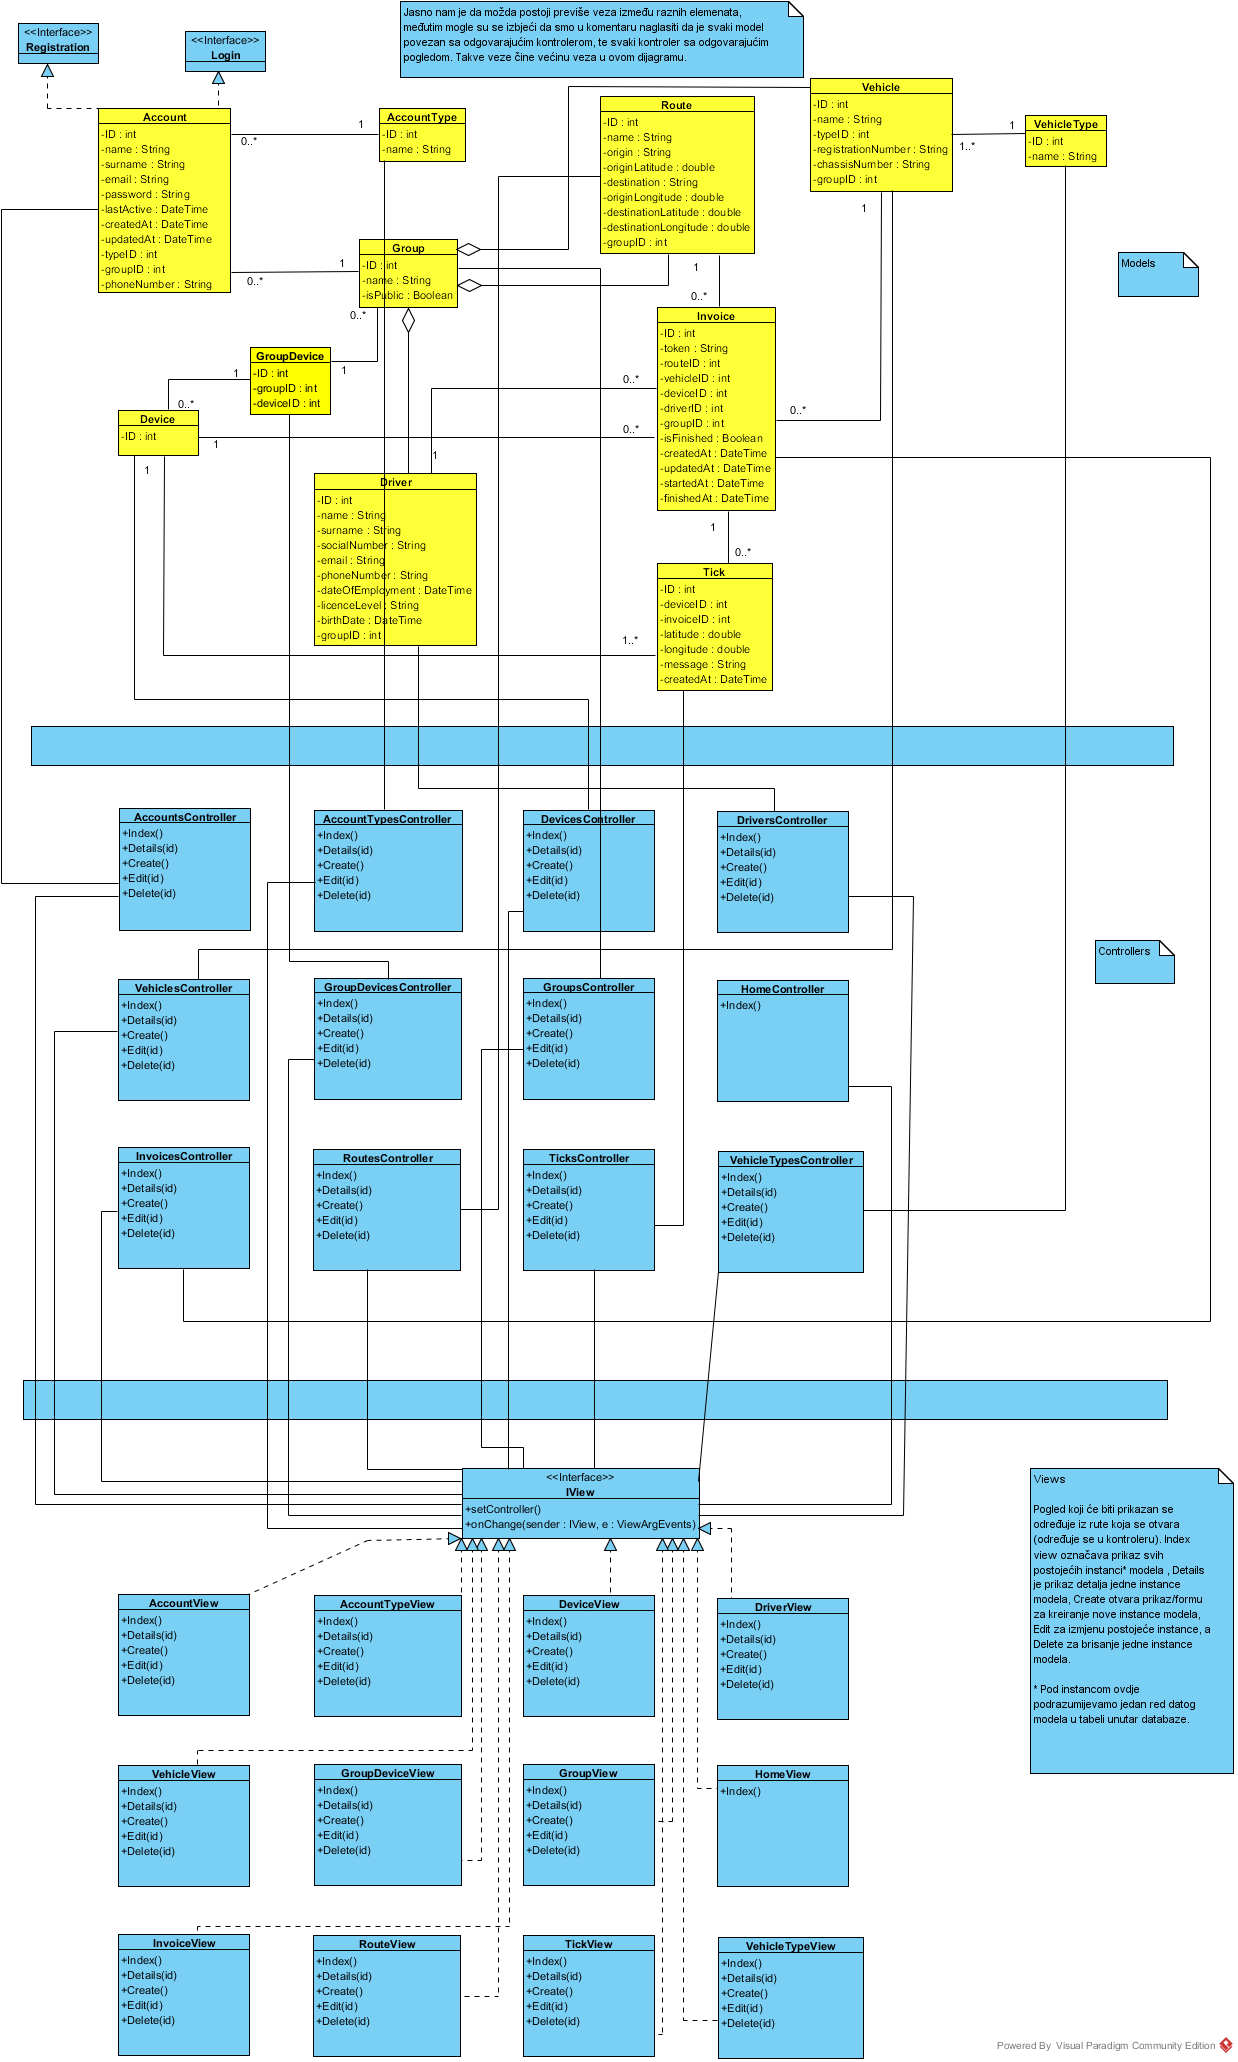 Jasno nam je da možda postoji previše veza između raznih elemenata,
međutim mogle su se izbjeći da smo u komentaru naglasiti da je svaki model
povezan sa odgovarajućim kontrolerom, te svaki kontroler sa odgovarajućim
pogledom. Takve veze čine većinu veza u ovom dijagramu.
<<Interface>>
Registration
<<Interface>>
Login
Account
-ID : int
-name : String
-surname : String
-email : String
-password : String
-lastActive : DateTime
-createdAt : DateTime
-updatedAt : DateTime
-typeID : int
-groupID : int
-phoneNumber : String
0..*
1
AccountType
-ID : int
-name : String
Route
-ID : int
-name : String
-origin : String
-originLatitude : double
-destination : String
-originLongitude : double
-destinationLatitude : double
-destinationLongitude : double
-groupID : int
Vehicle
-ID : int
-name : String
-typeID : int
-registrationNumber : String
-chassisNumber : String
-groupID : int
1
1..*
VehicleType
-ID : int
-name : String
Models
0..*
1
Group
-ID : int
-name : String
-isPublic : Boolean
0..*
1
GroupDevice
-ID : int
-groupID : int
-deviceID : int
1
0..*
Device
-ID : int
1
0..*
1
1
0..*
1
0..*
1
0..*
Invoice
-ID : int
-token : String
-routeID : int
-vehicleID : int
-deviceID : int
-driverID : int
-groupID : int
-isFinished : Boolean
-createdAt : DateTime
-updatedAt : DateTime
-startedAt : DateTime
-finishedAt : DateTime
Driver
-ID : int
-name : String
-surname : String
-socialNumber : String
-email : String
-phoneNumber : String
-dateOfEmployment : DateTime
-licenceLevel : String
-birthDate : DateTime
-groupID : int
1
0..*
1..*
Tick
-ID : int
-deviceID : int
-invoiceID : int
-latitude : double
-longitude : double
-message : String
-createdAt : DateTime
AccountsController
+Index()
+Details(id)
+Create()
+Edit(id)
+Delete(id)
AccountTypesController
+Index()
+Details(id)
+Create()
+Edit(id)
+Delete(id)
DevicesController
+Index()
+Details(id)
+Create()
+Edit(id)
+Delete(id)
DriversController
+Index()
+Details(id)
+Create()
+Edit(id)
+Delete(id)
Controllers
VehiclesController
+Index()
+Details(id)
+Create()
+Edit(id)
+Delete(id)
GroupDevicesController
+Index()
+Details(id)
+Create()
+Edit(id)
+Delete(id)
GroupsController
+Index()
+Details(id)
+Create()
+Edit(id)
+Delete(id)
HomeController
+Index()
InvoicesController
+Index()
+Details(id)
+Create()
+Edit(id)
+Delete(id)
RoutesController
+Index()
+Details(id)
+Create()
+Edit(id)
+Delete(id)
TicksController
+Index()
+Details(id)
+Create()
+Edit(id)
+Delete(id)
VehicleTypesController
+Index()
+Details(id)
+Create()
+Edit(id)
+Delete(id)
<<Interface>>
IView
+setController()
+onChange(sender : IView, e : ViewArgEvents)
Views
Pogled koji će biti prikazan se
određuje iz rute koja se otvara
(određuje se u kontroleru). Index
view označava prikaz svih
postojećih instanci* modela , Details
je prikaz detalja jedne instance
modela, Create otvara prikaz/formu
za kreiranje nove instance modela,
Edit za izmjenu postojeće instance, a
Delete za brisanje jedne instance
modela.
* Pod instancom ovdje
podrazumijevamo jedan red datog
modela u tabeli unutar databaze.
AccountView
+Index()
+Details(id)
+Create()
+Edit(id)
+Delete(id)
AccountTypeView
+Index()
+Details(id)
+Create()
+Edit(id)
+Delete(id)
DeviceView
+Index()
+Details(id)
+Create()
+Edit(id)
+Delete(id)
DriverView
+Index()
+Details(id)
+Create()
+Edit(id)
+Delete(id)
VehicleView
+Index()
+Details(id)
+Create()
+Edit(id)
+Delete(id)
GroupDeviceView
+Index()
+Details(id)
+Create()
+Edit(id)
+Delete(id)
GroupView
+Index()
+Details(id)
+Create()
+Edit(id)
+Delete(id)
HomeView
+Index()
InvoiceView
+Index()
+Details(id)
+Create()
+Edit(id)
+Delete(id)
RouteView
+Index()
+Details(id)
+Create()
+Edit(id)
+Delete(id)
TickView
+Index()
+Details(id)
+Create()
+Edit(id)
+Delete(id)
VehicleTypeView
+Index()
+Details(id)
+Create()
+Edit(id)
+Delete(id)
Powered By Visual Paradigm Community Edition